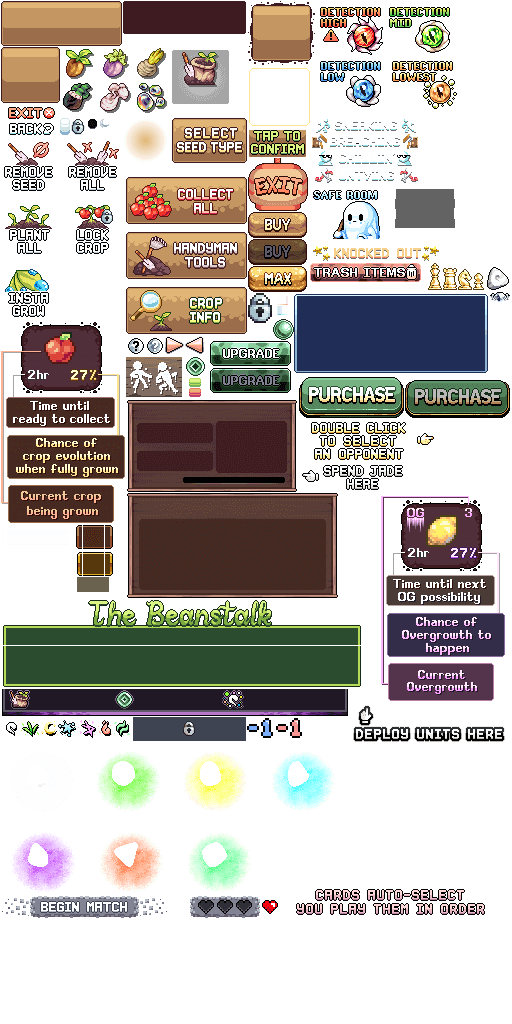 DETECTION
HIGH
DETECTION
MID
DETECTION
LOW
DETECTION
LOWEST
EXIT
BACK?
SELECT
SEED TYPE
TAP TO
CONFIRM
SNEAKING
BREACHING
CHILLIN
UNTYING
REMOVE
SEED
REMOVE
ALL
EXIT
COLLECT
ALL
SAFE ROOM
PLANT
ALL
LOCK
CROP
BUY
HANDYMAN
TOOLS
BUY
KNOCKED OUT
TRASH ITEMS
MAX
INSTA
GROW
CROP
INFO
UPGRADE
UPGRADE
2hr 27%
PURCHASE
PURCHASE
Time until
ready to collect
Chance of
crop evolution
when fully grown
Current crop
being grown
DOUBLE CLICK
TO SELECT
AN OPPONENT
SPEND JADE
HERE
OG 3
2hr 27%
Time until next
OG possibility
Chance of
Overgrowth to
happen
Current
Overgrowth
The Beanstalk
-1-1
DEPLOY UNITS HERE
BEGIN MATCH
CARDS AUTO-SELECT
YOU PLAY THEM IN ORDER